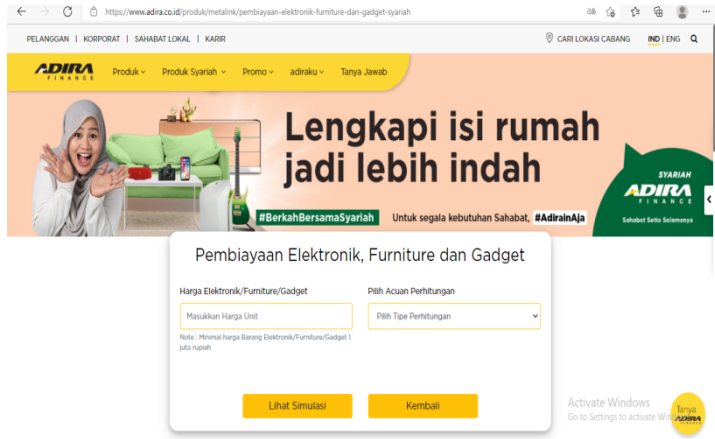 https://www.adira.co.id/produk/metalink/pembiayaan-elektronik-furniture-dan-gadget-syariah
PELANGGAN | KORPORAT | SAHABAT LOKAL | KARIR
CARI LOKASI CABANG IND | ENG
ADIRA
FINANCE
Produk Produk Syariah Promo adiraku Tanya Jawab
Lengkapi isi rumah
jadi lebih indah
#BerkahBersamaSyariah Untuk segala kebutuhan Sahabat, #AdirainAja
SYARIAH
ADIRA
FINANCE
Sahabat Setia Selamanya
Pembiayaan Elektronik, Furniture dan Gadget
Harga Elektronik/Furniture/Gadget Pilih Acuan Perhitungan
Masukkan Harga Unit Pilih Tipe Perhitungan
Note : Minimal harga Barang Elektronik/Furniture/Gadget 1
juta rupiah
Lihat Simulasi Kembali
Activate Windows
Go to Settings to activate Win
Tanya
ADIRA
FINANCE